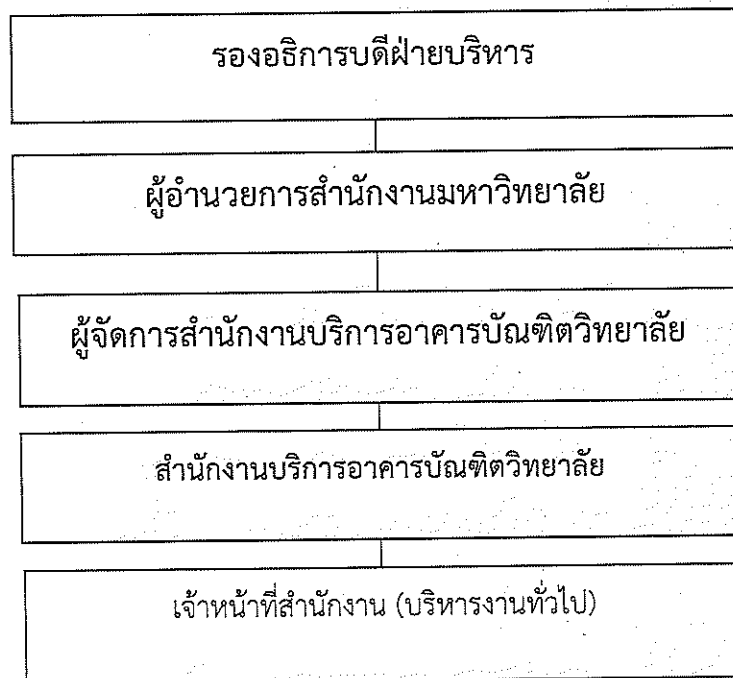 รองอธิการบดีฝ่ายบริหาร
ผู้อำนวยการสำนักงานมหาวิทยาลัย
ผู้จัดการสำนักงานบริการอาคารบัณฑิตวิทยาลัย
สำนักงานบริการอาคารบัณฑิตวิทยาลัย
เจ้าหน้าที่สำนักงาน (บริหารงานทั่วไป)